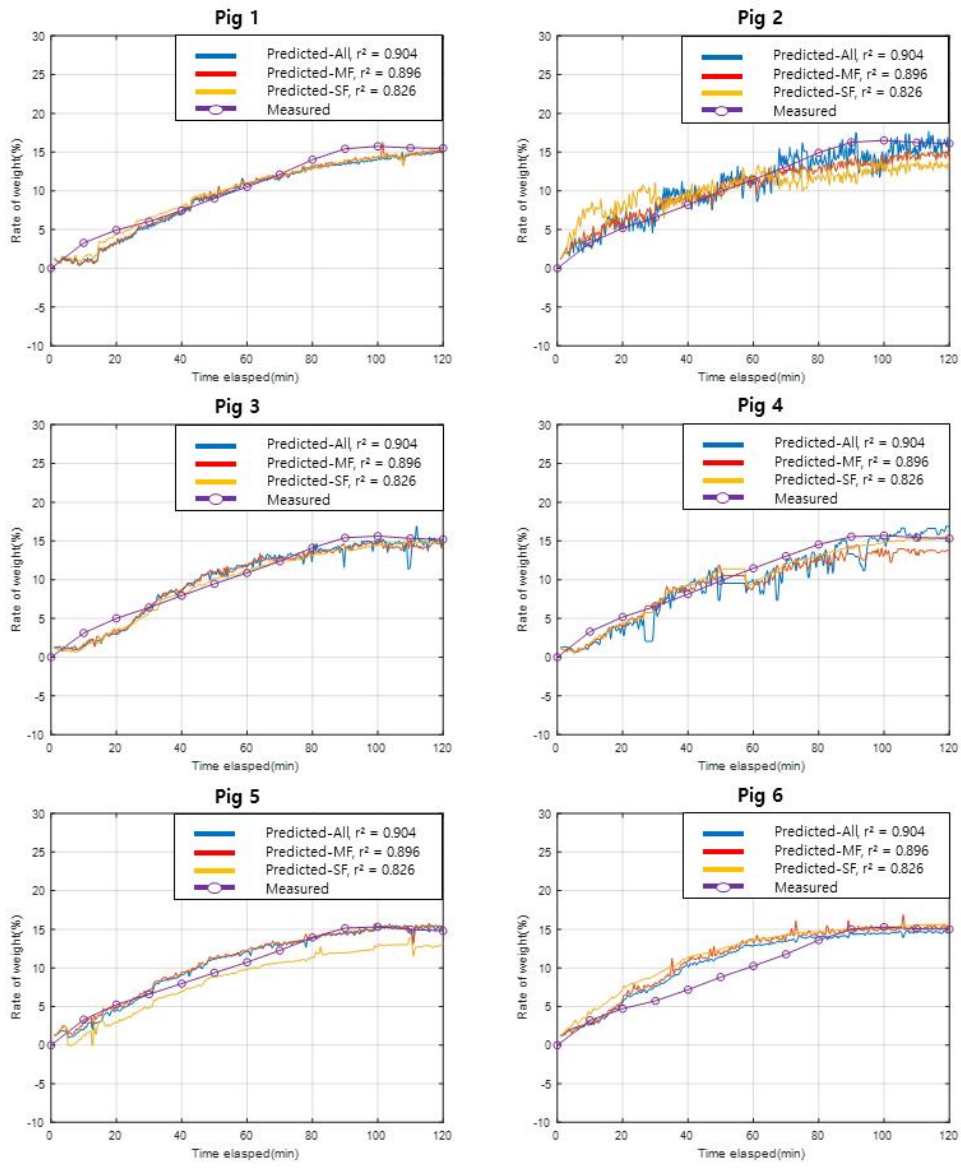 Pig 1
30
25
20
15
10
5
0
-5
-10
Rate of weight(%)
0 20 40 60 80 100 120
Time elasped(min)
Predicted-All, r² = 0.904
Predicted-MF, r² = 0.896
Predicted-SF, r² = 0.826
Measured
Pig 2
30
25
20
15
10
5
0
-5
-10
Rate of weight(%)
0 20 40 60 80 100 120
Time elasped(min)
Predicted-All, r² = 0.904
Predicted-MF, r² = 0.896
Predicted-SF, r² = 0.826
Measured
Pig 3
30
25
20
15
10
5
0
-5
-10
Rate of weight(%)
0 20 40 60 80 100 120
Time elasped(min)
Predicted-All, r² = 0.904
Predicted-MF, r² = 0.896
Predicted-SF, r² = 0.826
Measured
Pig 4
30
25
20
15
10
5
0
-5
-10
Rate of weight(%)
0 20 40 60 80 100 120
Time elasped(min)
Predicted-All, r² = 0.904
Predicted-MF, r² = 0.896
Predicted-SF, r² = 0.826
Measured
Pig 5
30
25
20
15
10
5
0
-5
-10
Rate of weight(%)
0 20 40 60 80 100 120
Time elasped(min)
Predicted-All, r² = 0.904
Predicted-MF, r² = 0.896
Predicted-SF, r² = 0.826
Measured
Pig 6
30
25
20
15
10
5
0
-5
-10
Rate of weight(%)
0 20 40 60 80 100 120
Time elasped(min)
Predicted-All, r² = 0.904
Predicted-MF, r² = 0.896
Predicted-SF, r² = 0.826
Measured